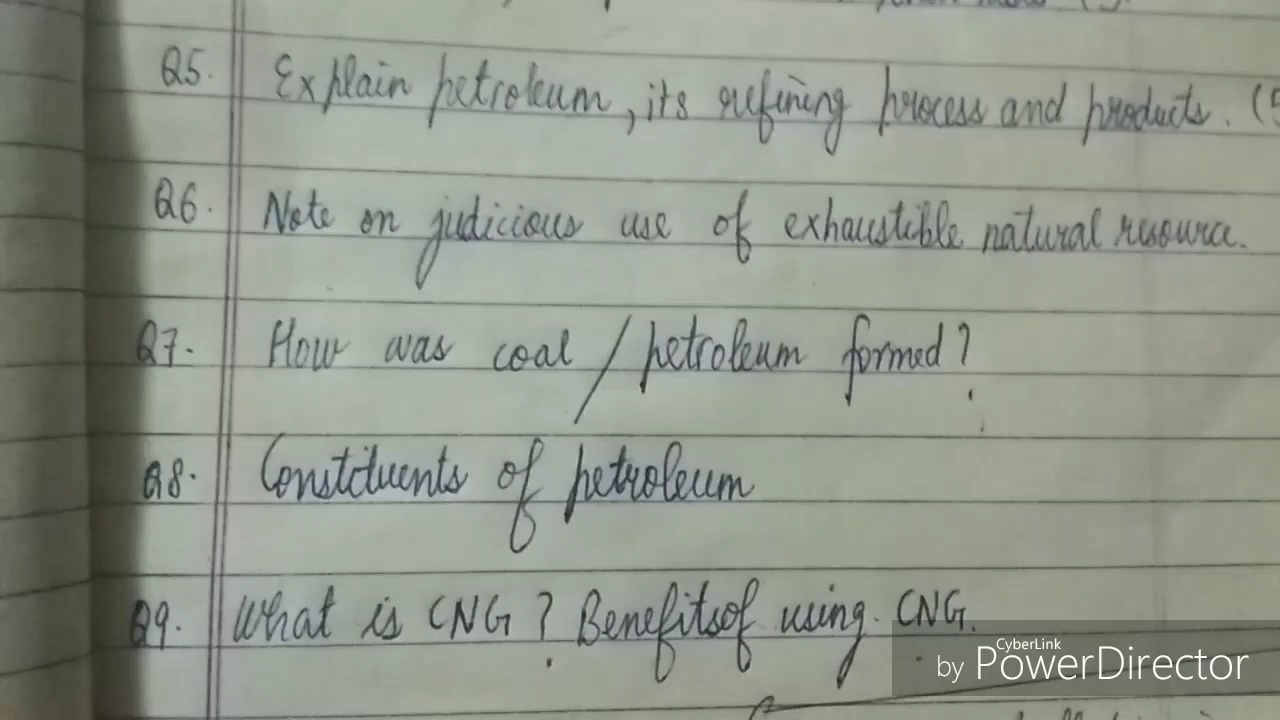 Q5. Explain petroleum, its refining process and products. (5
Q6. Note on judicious use of exhaustible natural resource.
Q7. How was coal / petroleum formed?
Q8. Constituents of petroleum
Q9. What is CNG? Benefits of using CNG.
CyberLink
by PowerDirector